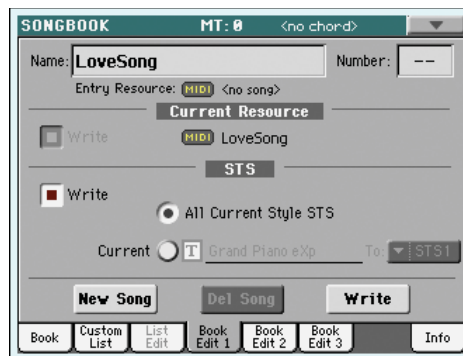 SONGBOOK MT:0 <no chord>
Name: LoveSong Number: --
Entry Resource: MIDI <no song>
Current Resource
Write MIDI LoveSong
STS
Write
All Current Style STS
Current T Grand Piano eXp To: STS1
New Song Del Song Write
Book Custom List List Edit Book Edit 1 Book Edit 2 Book Edit 3 Info